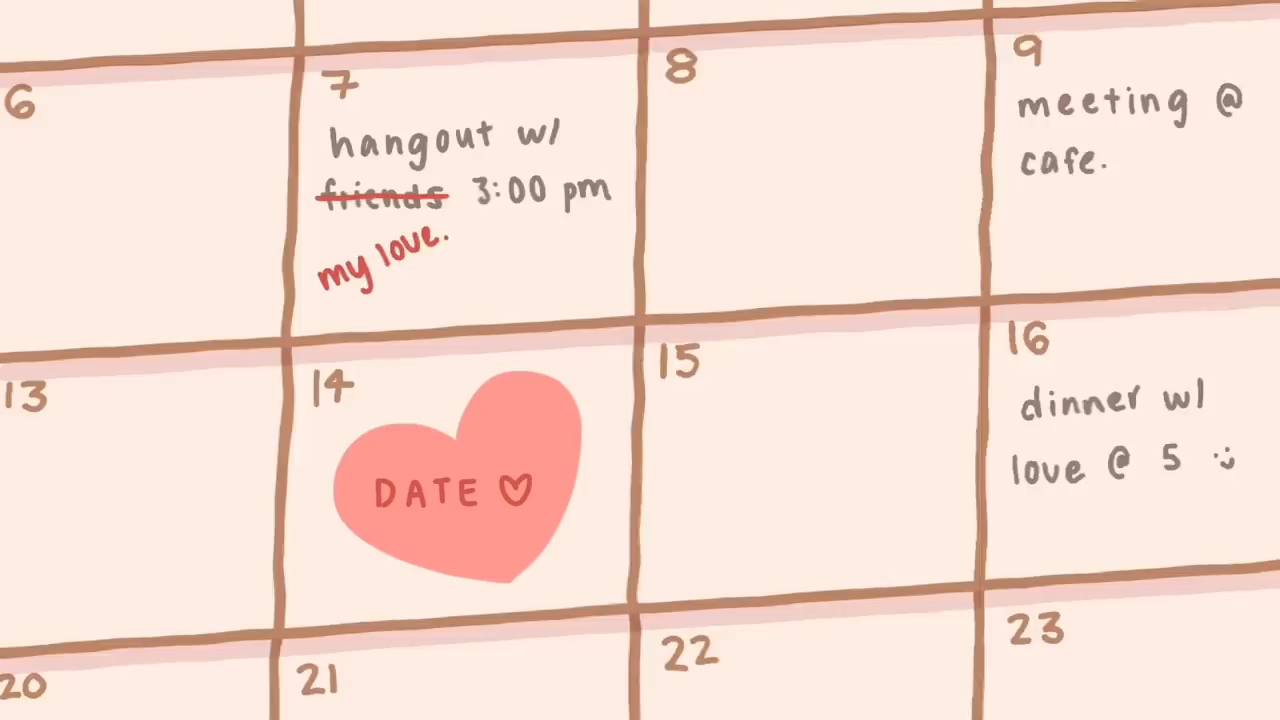 6
7
hangout w/
friends 3:00 pm
my love.
8
9
meeting @
cafe.
13
14
DATE ♡
15
16
dinner w/
love @ 5 :)
20
21
22
23